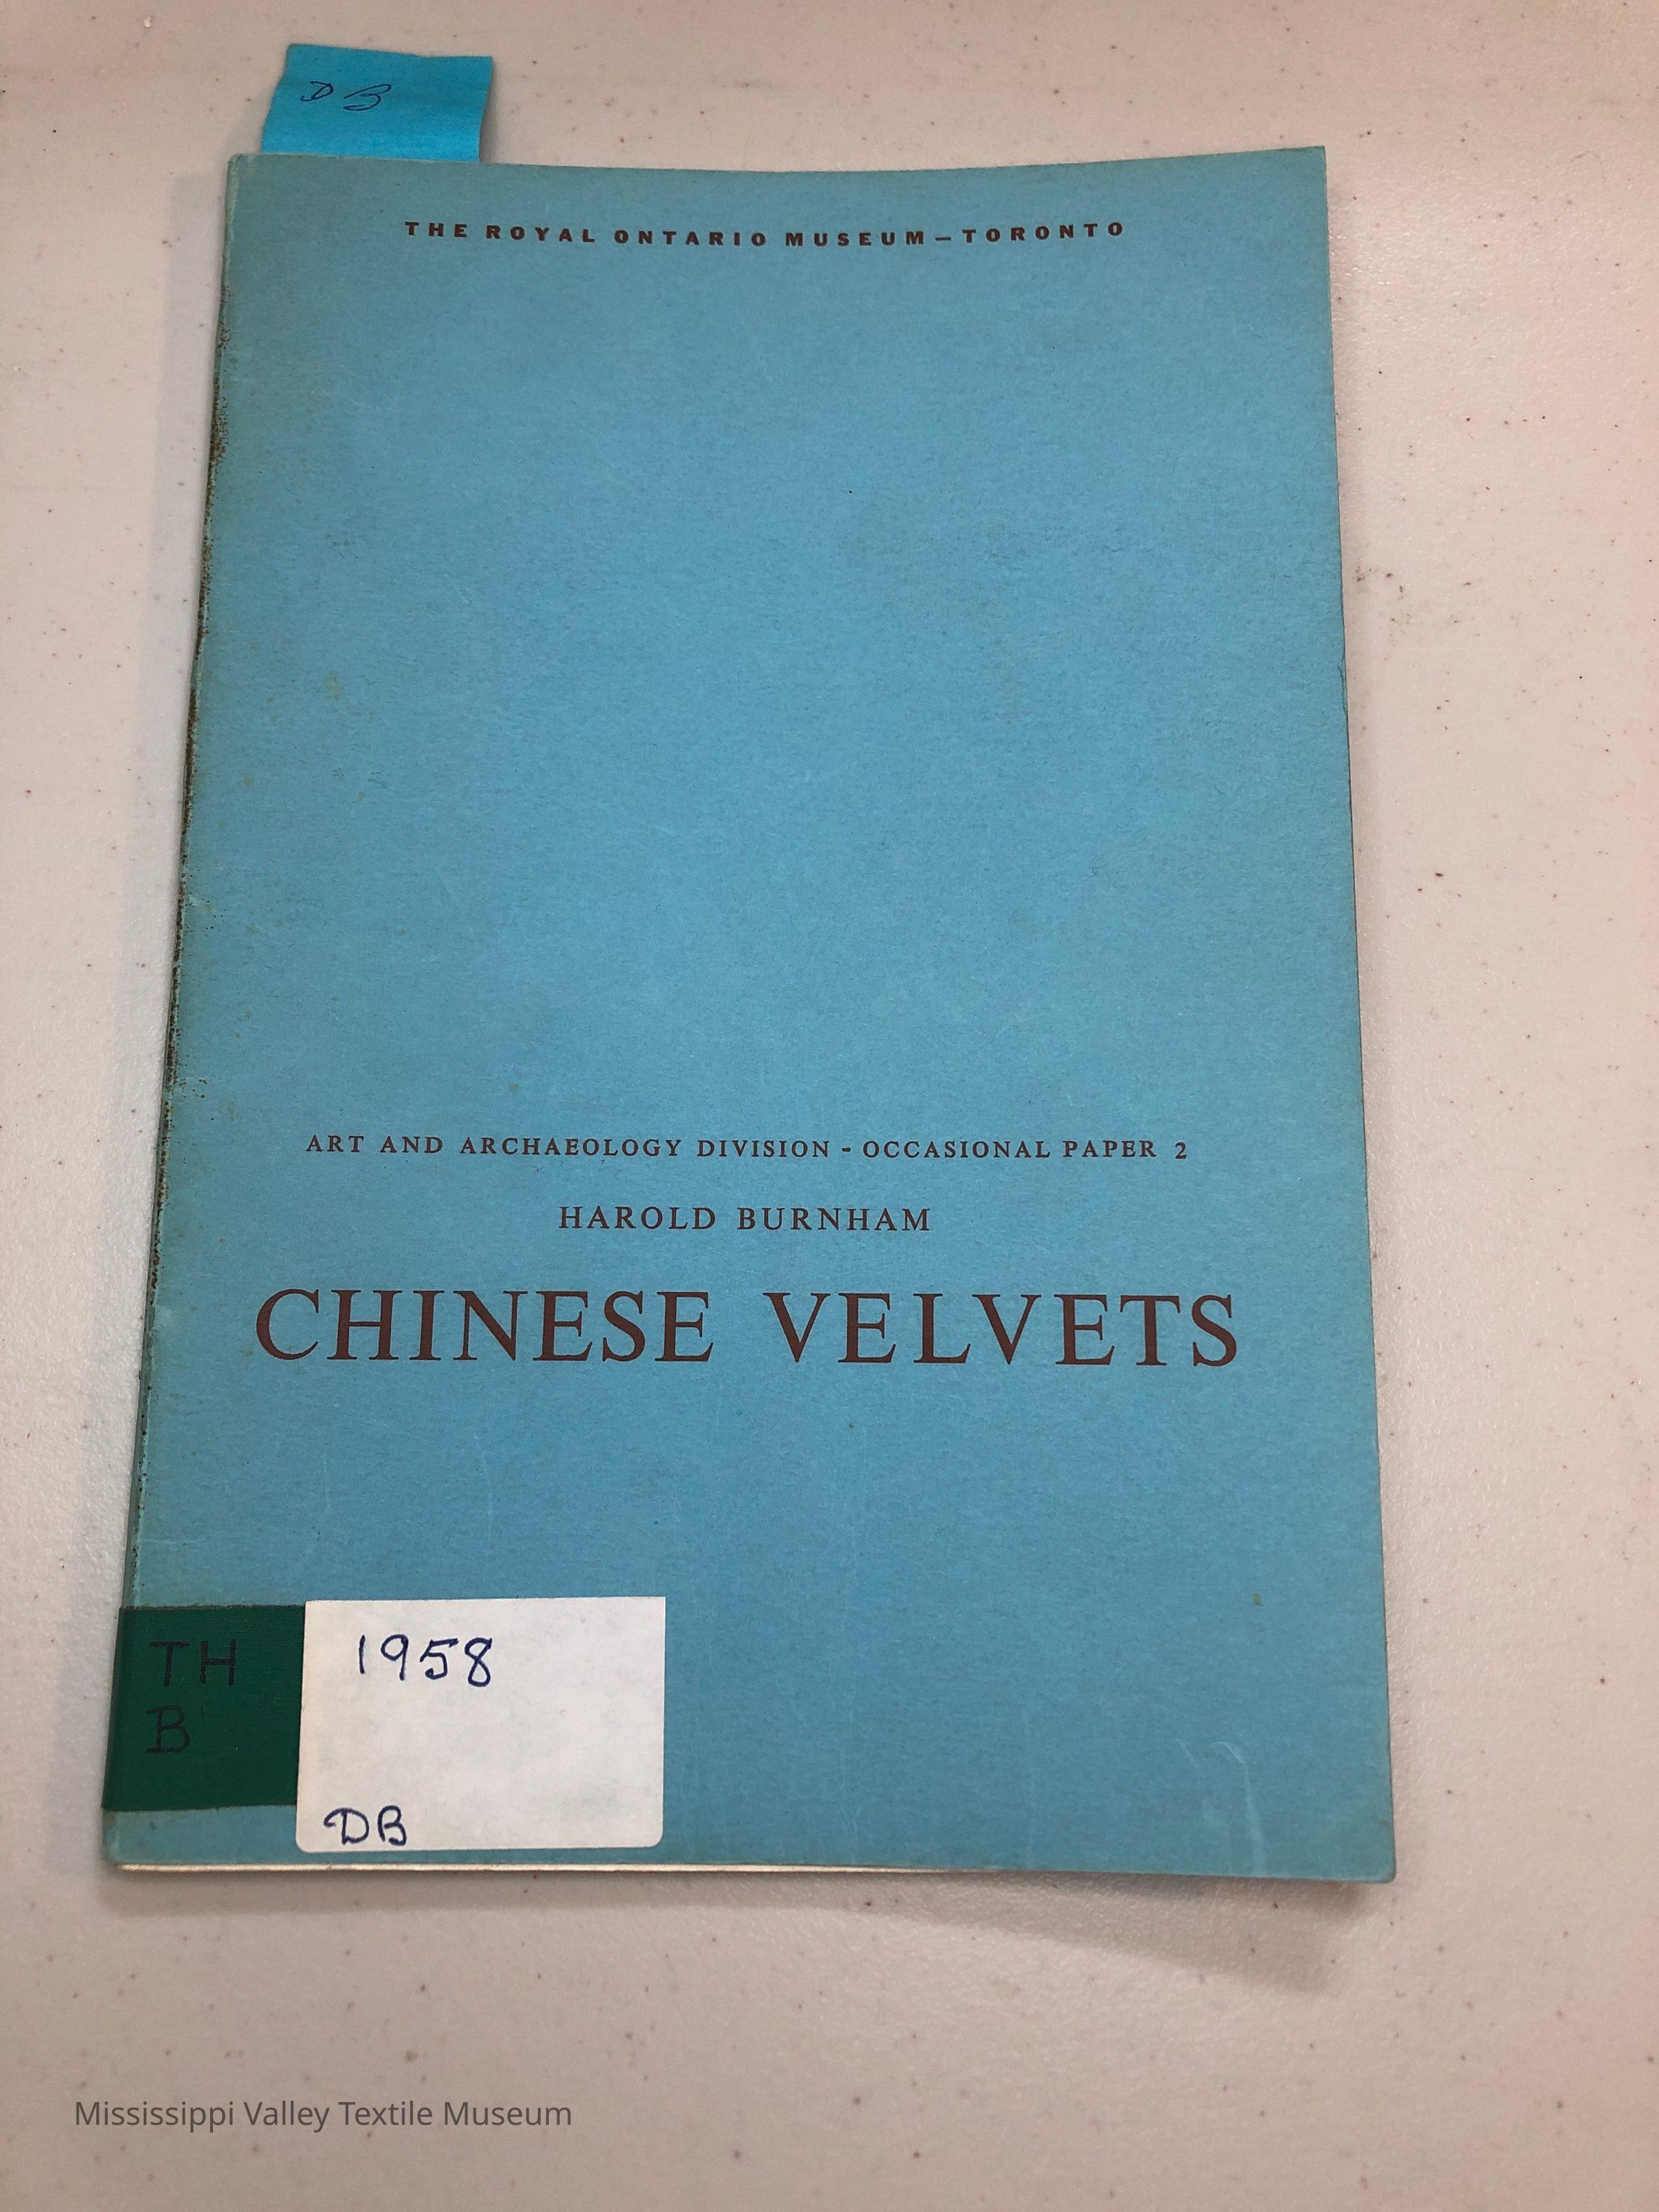 DB
THE ROYAL ONTARIO MUSEUM—TORONTO
ART AND ARCHAEOLOGY DIVISION - OCCASIONAL PAPER 2
HAROLD BURNHAM
CHINESE VELVETS
TH
B
1958
DB
Mississippi Valley Textile Museum